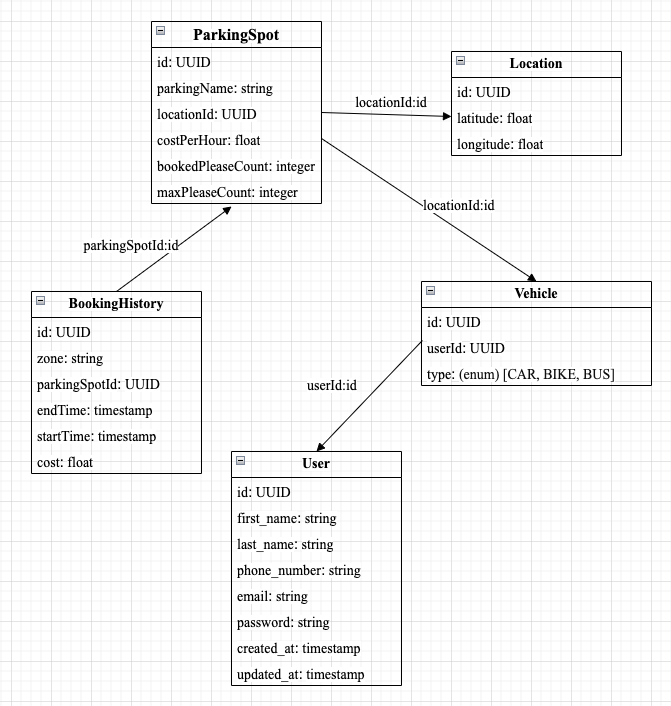 ParkingSpot
id: UUID
parkingName: string
locationId: UUID
costPerHour: float
bookedPleaseCount: integer
maxPleaseCount: integer
locationId:id
Location
id: UUID
latitude: float
longitude: float
locationId:id
parkingSpotId:id
BookingHistory
id: UUID
zone: string
parkingSpotId: UUID
endTime: timestamp
startTime: timestamp
cost: float
Vehicle
id: UUID
userId: UUID
type: (enum) [CAR, BIKE, BUS]
userId:id
User
id: UUID
first_name: string
last_name: string
phone_number: string
email: string
password: string
created_at: timestamp
updated_at: timestamp